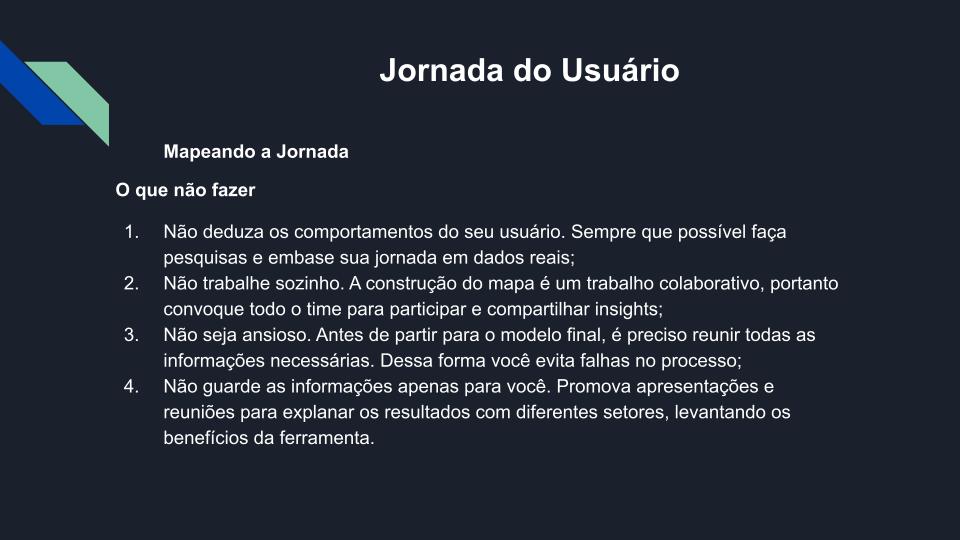 Jornada do Usuário
Mapeando a Jornada
O que não fazer
1. Não deduza os comportamentos do seu usuário. Sempre que possível faça
pesquisas e embase sua jornada em dados reais;
2. Não trabalhe sozinho. A construção do mapa é um trabalho colaborativo, portanto
convoque todo o time para participar e compartilhar insights;
3. Não seja ansioso. Antes de partir para o modelo final, é preciso reunir todas as
informações necessárias. Dessa forma você evita falhas no processo;
4. Não guarde as informações apenas para você. Promova apresentações e
reuniões para explanar os resultados com diferentes setores, levantando os
benefícios da ferramenta.